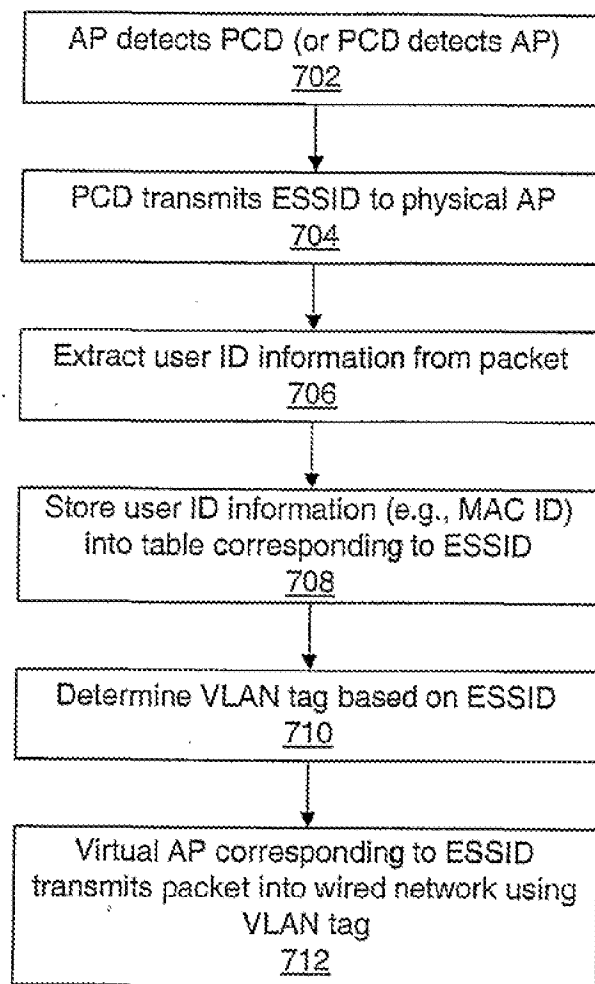 AP detects PCD (or PCD detects AP)
702
PCD transmits ESSID to physical AP
704
Extract user ID information from packet
706
Store user ID information (e.g., MAC ID)
into table corresponding to ESSID
708
Determine VLAN tag based on ESSID
710
Virtual AP corresponding to ESSID
transmits packet into wired network using
VLAN tag
712